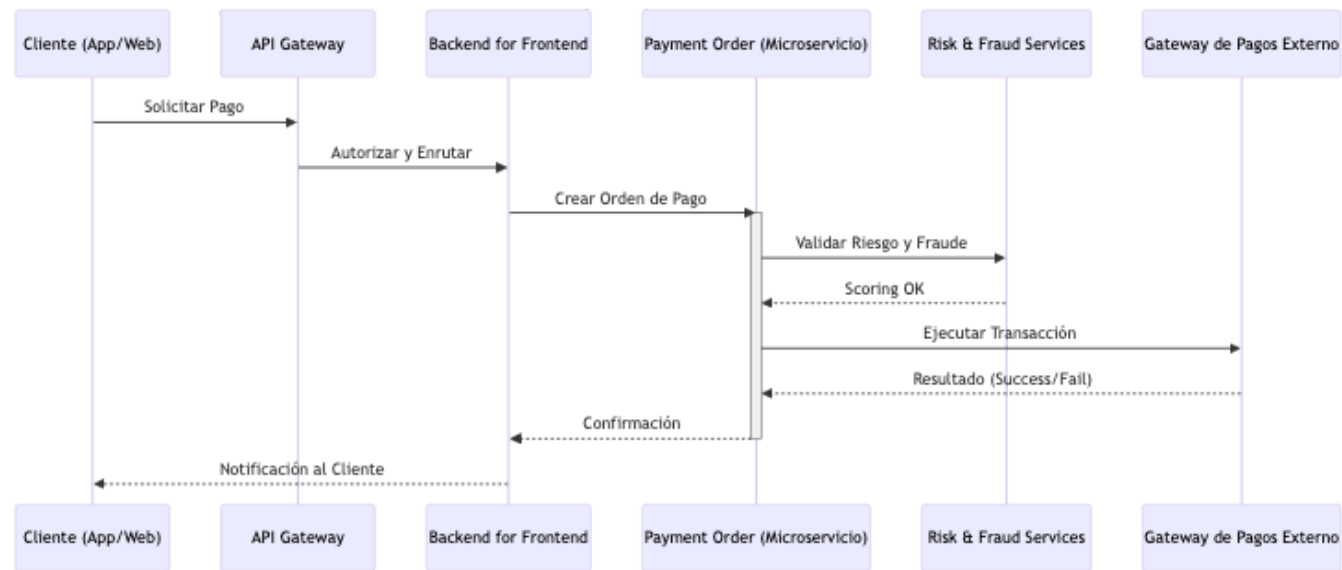 Cliente (App/Web)
API Gateway
Backend for Frontend
Payment Order (Microservicio)
Risk & Fraud Services
Gateway de Pagos Externo
Solicitar Pago
Autorizar y Enrutar
Crear Orden de Pago
Validar Riesgo y Fraude
Scoring OK
Ejecutar Transacción
Resultado (Success/Fail)
Confirmación
Notificación al Cliente
Cliente (App/Web)
API Gateway
Backend for Frontend
Payment Order (Microservicio)
Risk & Fraud Services
Gateway de Pagos Externo